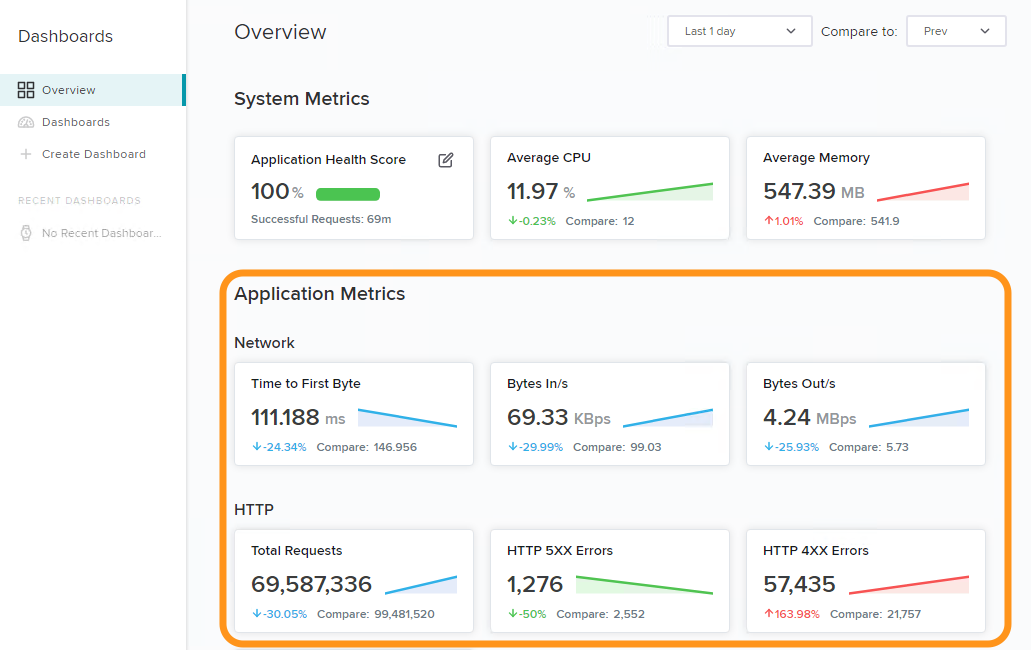 Dashboards
Overview
Dashboards
Create Dashboard
RECENT DASHBOARDS
No Recent Dashboar...
Overview
Last 1 day
Compare to:
Prev
System Metrics
Application Health Score
100 %
Successful Requests: 69m
Average CPU
11.97 %
↓-0.23% Compare: 12
Average Memory
547.39 MB
↑1.01% Compare: 541.9
Application Metrics
Network
Time to First Byte
111.188 ms
↓-24.34% Compare: 146.956
Bytes In/s
69.33 KBps
↓-29.99% Compare: 99.03
Bytes Out/s
4.24 MBps
↓-25.93% Compare: 5.73
HTTP
Total Requests
69,587,336
↓-30.05% Compare: 99,481,520
HTTP 5XX Errors
1,276
↓-50% Compare: 2,552
HTTP 4XX Errors
57,435
↑163.98% Compare: 21,757